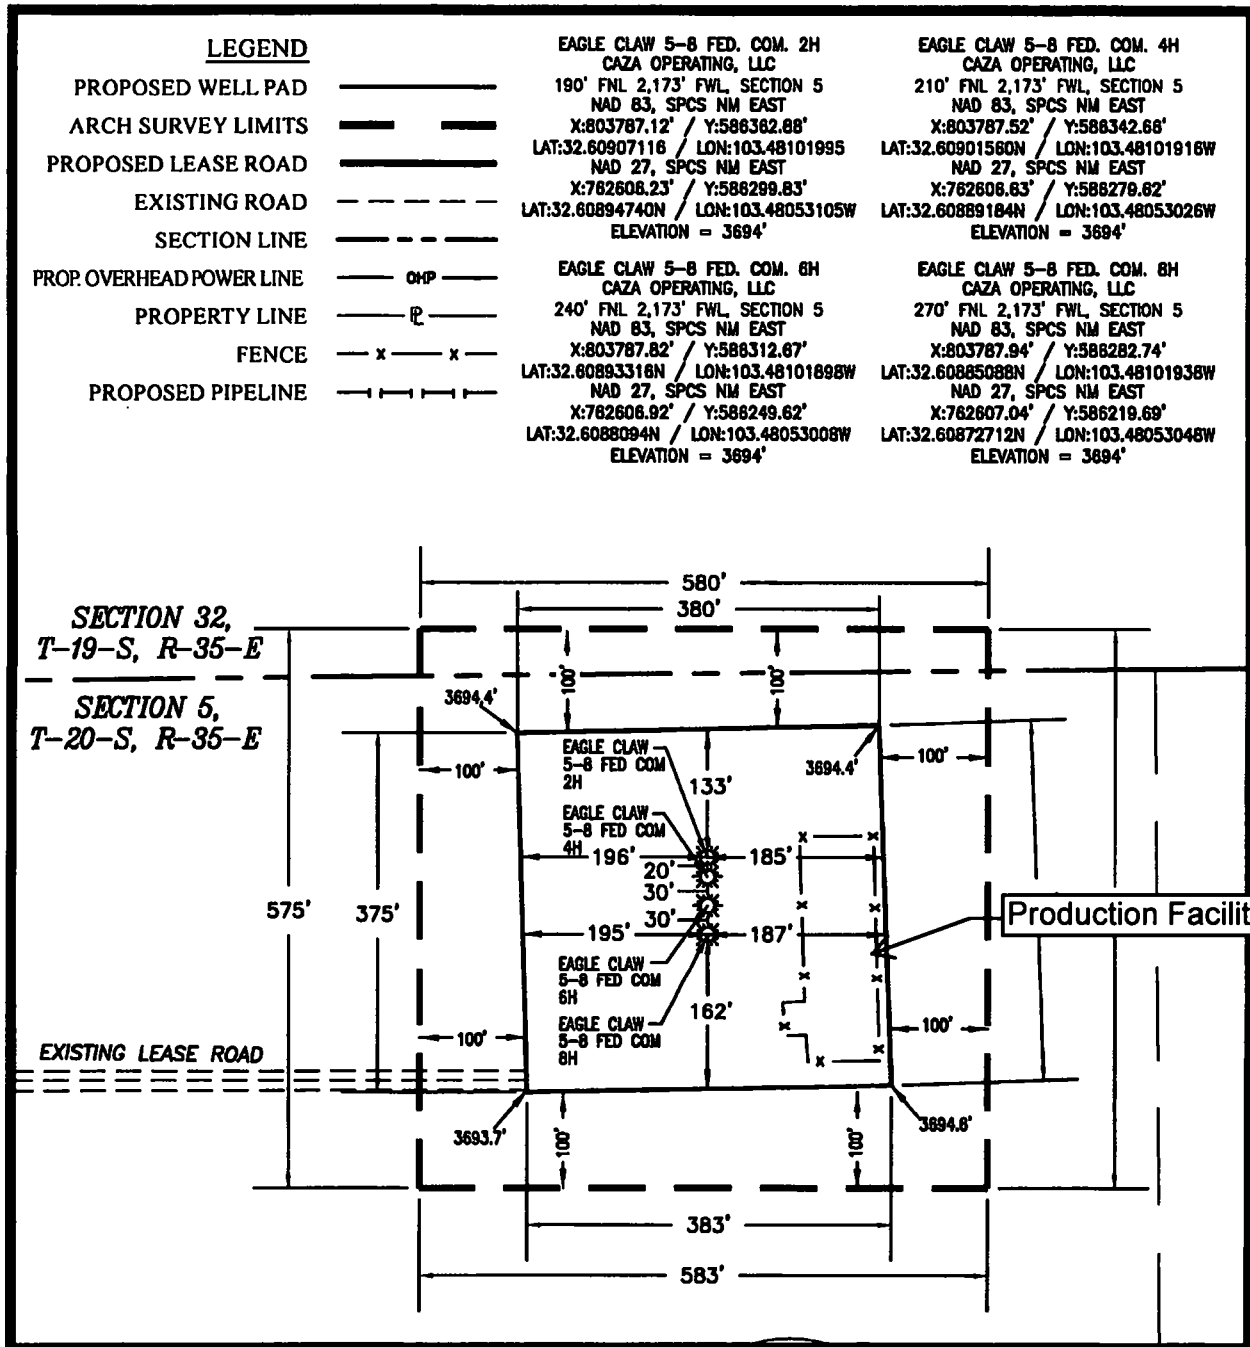 LEGEND
PROPOSED WELL PAD
ARCH SURVEY LIMITS
PROPOSED LEASE ROAD
EXISTING ROAD
SECTION LINE
PROP. OVERHEAD POWER LINE
OHP
PROPERTY LINE
PL
FENCE
x x
PROPOSED PIPELINE
EAGLE CLAW 5-8 FED. COM. 2H
CAZA OPERATING, LLC
190' FNL 2,173' FWL, SECTION 5
NAD 83, SPCS NM EAST
X:803787.12' / Y:586362.88'
LAT:32.60907116 / LON:103.48101995
NAD 27, SPCS NM EAST
X:762606.23' / Y:586299.83'
LAT:32.60894740N / LON:103.48053105W
ELEVATION = 3694'
EAGLE CLAW 5-8 FED. COM. 4H
CAZA OPERATING, LLC
210' FNL 2,173' FWL, SECTION 5
NAD 83, SPCS NM EAST
X:803787.52' / Y:586342.66'
LAT:32.60901560N / LON:103.48101916W
NAD 27, SPCS NM EAST
X:762606.63' / Y:586279.62'
LAT:32.60889184N / LON:103.48053026W
ELEVATION = 3694'
EAGLE CLAW 5-8 FED. COM. 6H
CAZA OPERATING, LLC
240' FNL 2,173' FWL, SECTION 5
NAD 83, SPCS NM EAST
X:803787.82' / Y:586312.67'
LAT:32.60893316N / LON:103.48101898W
NAD 27, SPCS NM EAST
X:762606.92' / Y:586249.62'
LAT:32.6088094N / LON:103.48053008W
ELEVATION = 3694'
EAGLE CLAW 5-8 FED. COM. 8H
CAZA OPERATING, LLC
270' FNL 2,173' FWL, SECTION 5
NAD 83, SPCS NM EAST
X:803787.94' / Y:586282.74'
LAT:32.60885088N / LON:103.48101938W
NAD 27, SPCS NM EAST
X:762607.04' / Y:586219.69'
LAT:32.60872712N / LON:103.48053048W
ELEVATION = 3694'
580'
380'
SECTION 32,
T-19-S, R-35-E
100'
100'
SECTION 5,
T-20-S, R-35-E
3694.4'
3694.4'
100'
100'
EAGLE CLAW
5-8 FED COM
2H
133'
EAGLE CLAW
5-8 FED COM
4H
196'
185'
20'
30'
30'
575'
375'
Production Facilit
195'
187'
EAGLE CLAW
5-8 FED COM
6H
162'
EAGLE CLAW
5-8 FED COM
8H
100'
100'
EXISTING LEASE ROAD
3693.7'
3694.6'
100'
100'
383'
583'